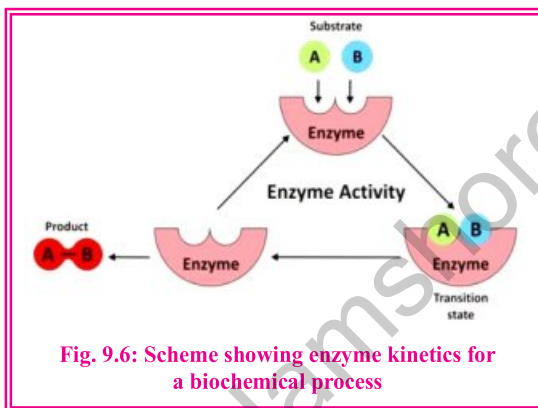 Substrate
A B
Enzyme
Enzyme Activity
Product
A B
A B
Enzyme
Enzyme
Transition
state
Fig. 9.6: Scheme showing enzyme kinetics for
a biochemical process